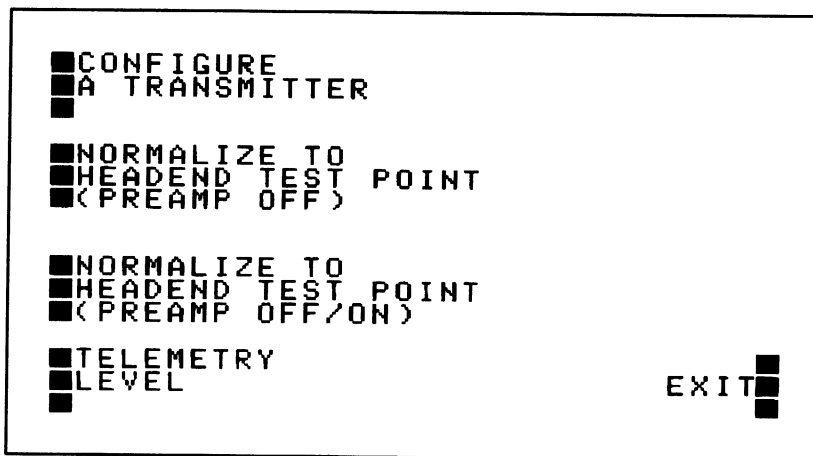 CONFIGURE
A TRANSMITTER
NORMALIZE TO
HEADEND TEST POINT
(PREAMP OFF)
NORMALIZE TO
HEADEND TEST POINT
(PREAMP OFF/ON)
TELEMETRY
LEVEL
EXIT